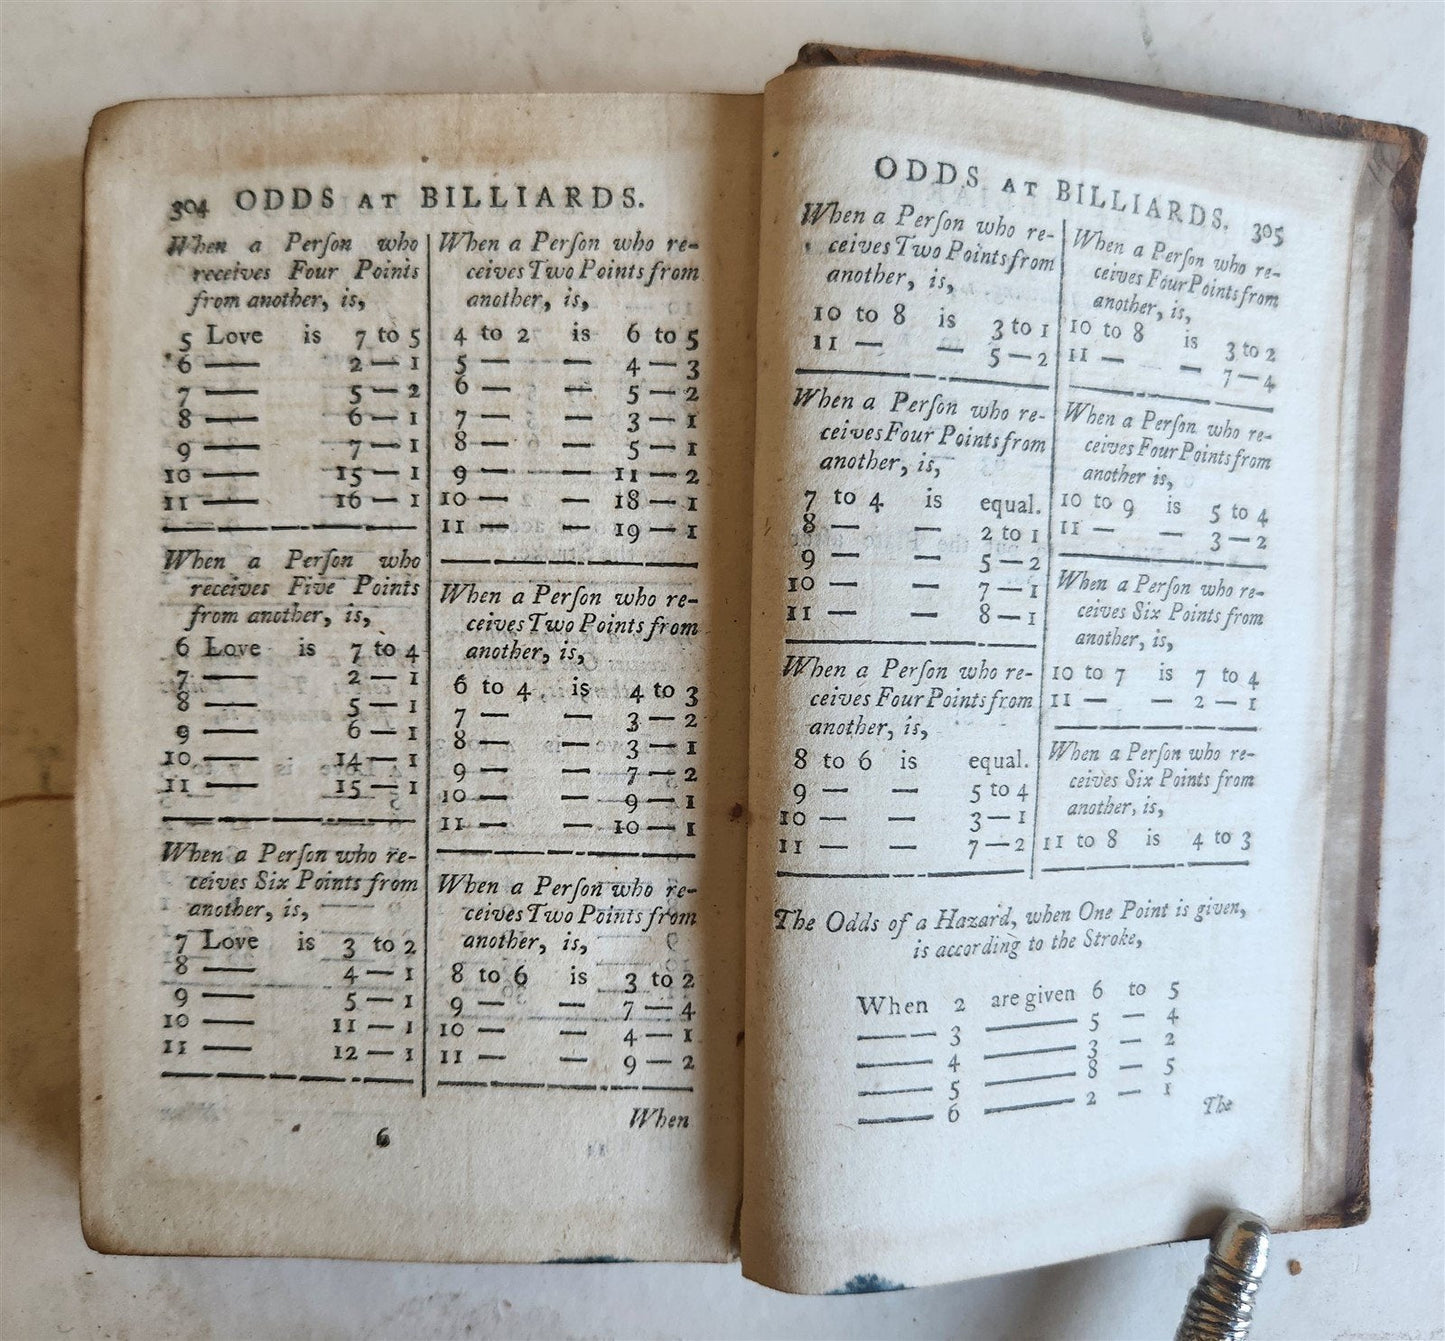 304 ODDS AT BILLIARDS.
When a Perſon who
receives Four Points
from another, is,
5 Love is 7 to 5
6 — 2 — 1
7 — 5 — 2
8 — 6 — 1
9 — 7 — 1
10 — 15 — 1
11 — 16 — 1
When a Perſon who
receives Five Points
from another, is,
6 Love is 7 to 4
7 — 2 — 1
8 — 5 — 1
9 — 6 — 1
10 — 14 — 1
11 — 15 — 1
When a Perſon who re-
ceives Six Points from
another, is,
7 Love is 3 to 2
8 — 4 — 1
9 — 5 — 1
10 — 11 — 1
11 — 12 — 1
When a Perſon who re-
ceives Two Points from
another, is,
4 to 2 is 6 to 5
5 — — 4 — 3
6 — — 5 — 2
7 — — 3 — 1
8 — — 5 — 1
9 — — 11 — 2
10 — — 18 — 1
11 — — 19 — 1
When a Perſon who re-
ceives Two Points from
another, is,
6 to 4 is 4 to 3
7 — — 3 — 2
8 — — 3 — 1
9 — — 7 — 2
10 — — 9 — 1
11 — — 10 — 1
When a Perſon who re-
ceives Two Points from
another, is,
8 to 6 is 3 to 2
9 — — 7 — 4
10 — — 4 — 1
11 — — 9 — 2
When
6
ODDS AT BILLIARDS. 305
When a Perſon who re-
ceives Two Points from
another, is,
10 to 8 is 3 to 1
11 — — 5 — 2
When a Perſon who re-
ceives Four Points from
another, is,
7 to 4 is equal.
8 — — 2 to 1
9 — — 5 — 2
10 — — 7 — 1
11 — — 8 — 1
When a Perſon who re-
ceives Four Points from
another, is,
8 to 6 is equal.
9 — — 5 to 4
10 — — 3 — 1
11 — — 7 — 2
When a Perſon who re-
ceives Four Points from
another, is,
10 to 8 is 3 to 2
11 — — 7 — 4
When a Perſon who re-
ceives Four Points from
another is,
10 to 9 is 5 to 4
11 — — 3 — 2
When a Perſon who re-
ceives Six Points from
another, is,
10 to 7 is 7 to 4
11 — — 2 — 1
When a Perſon who re-
ceives Six Points from
another, is,
11 to 8 is 4 to 3
The Odds of a Hazard, when One Point is given,
is according to the Stroke,
When 2 are given 6 to 5
— 3 — 5 — 4
— 4 — 3 — 2
— 5 — 8 — 5
— 6 — 2 — 1
The